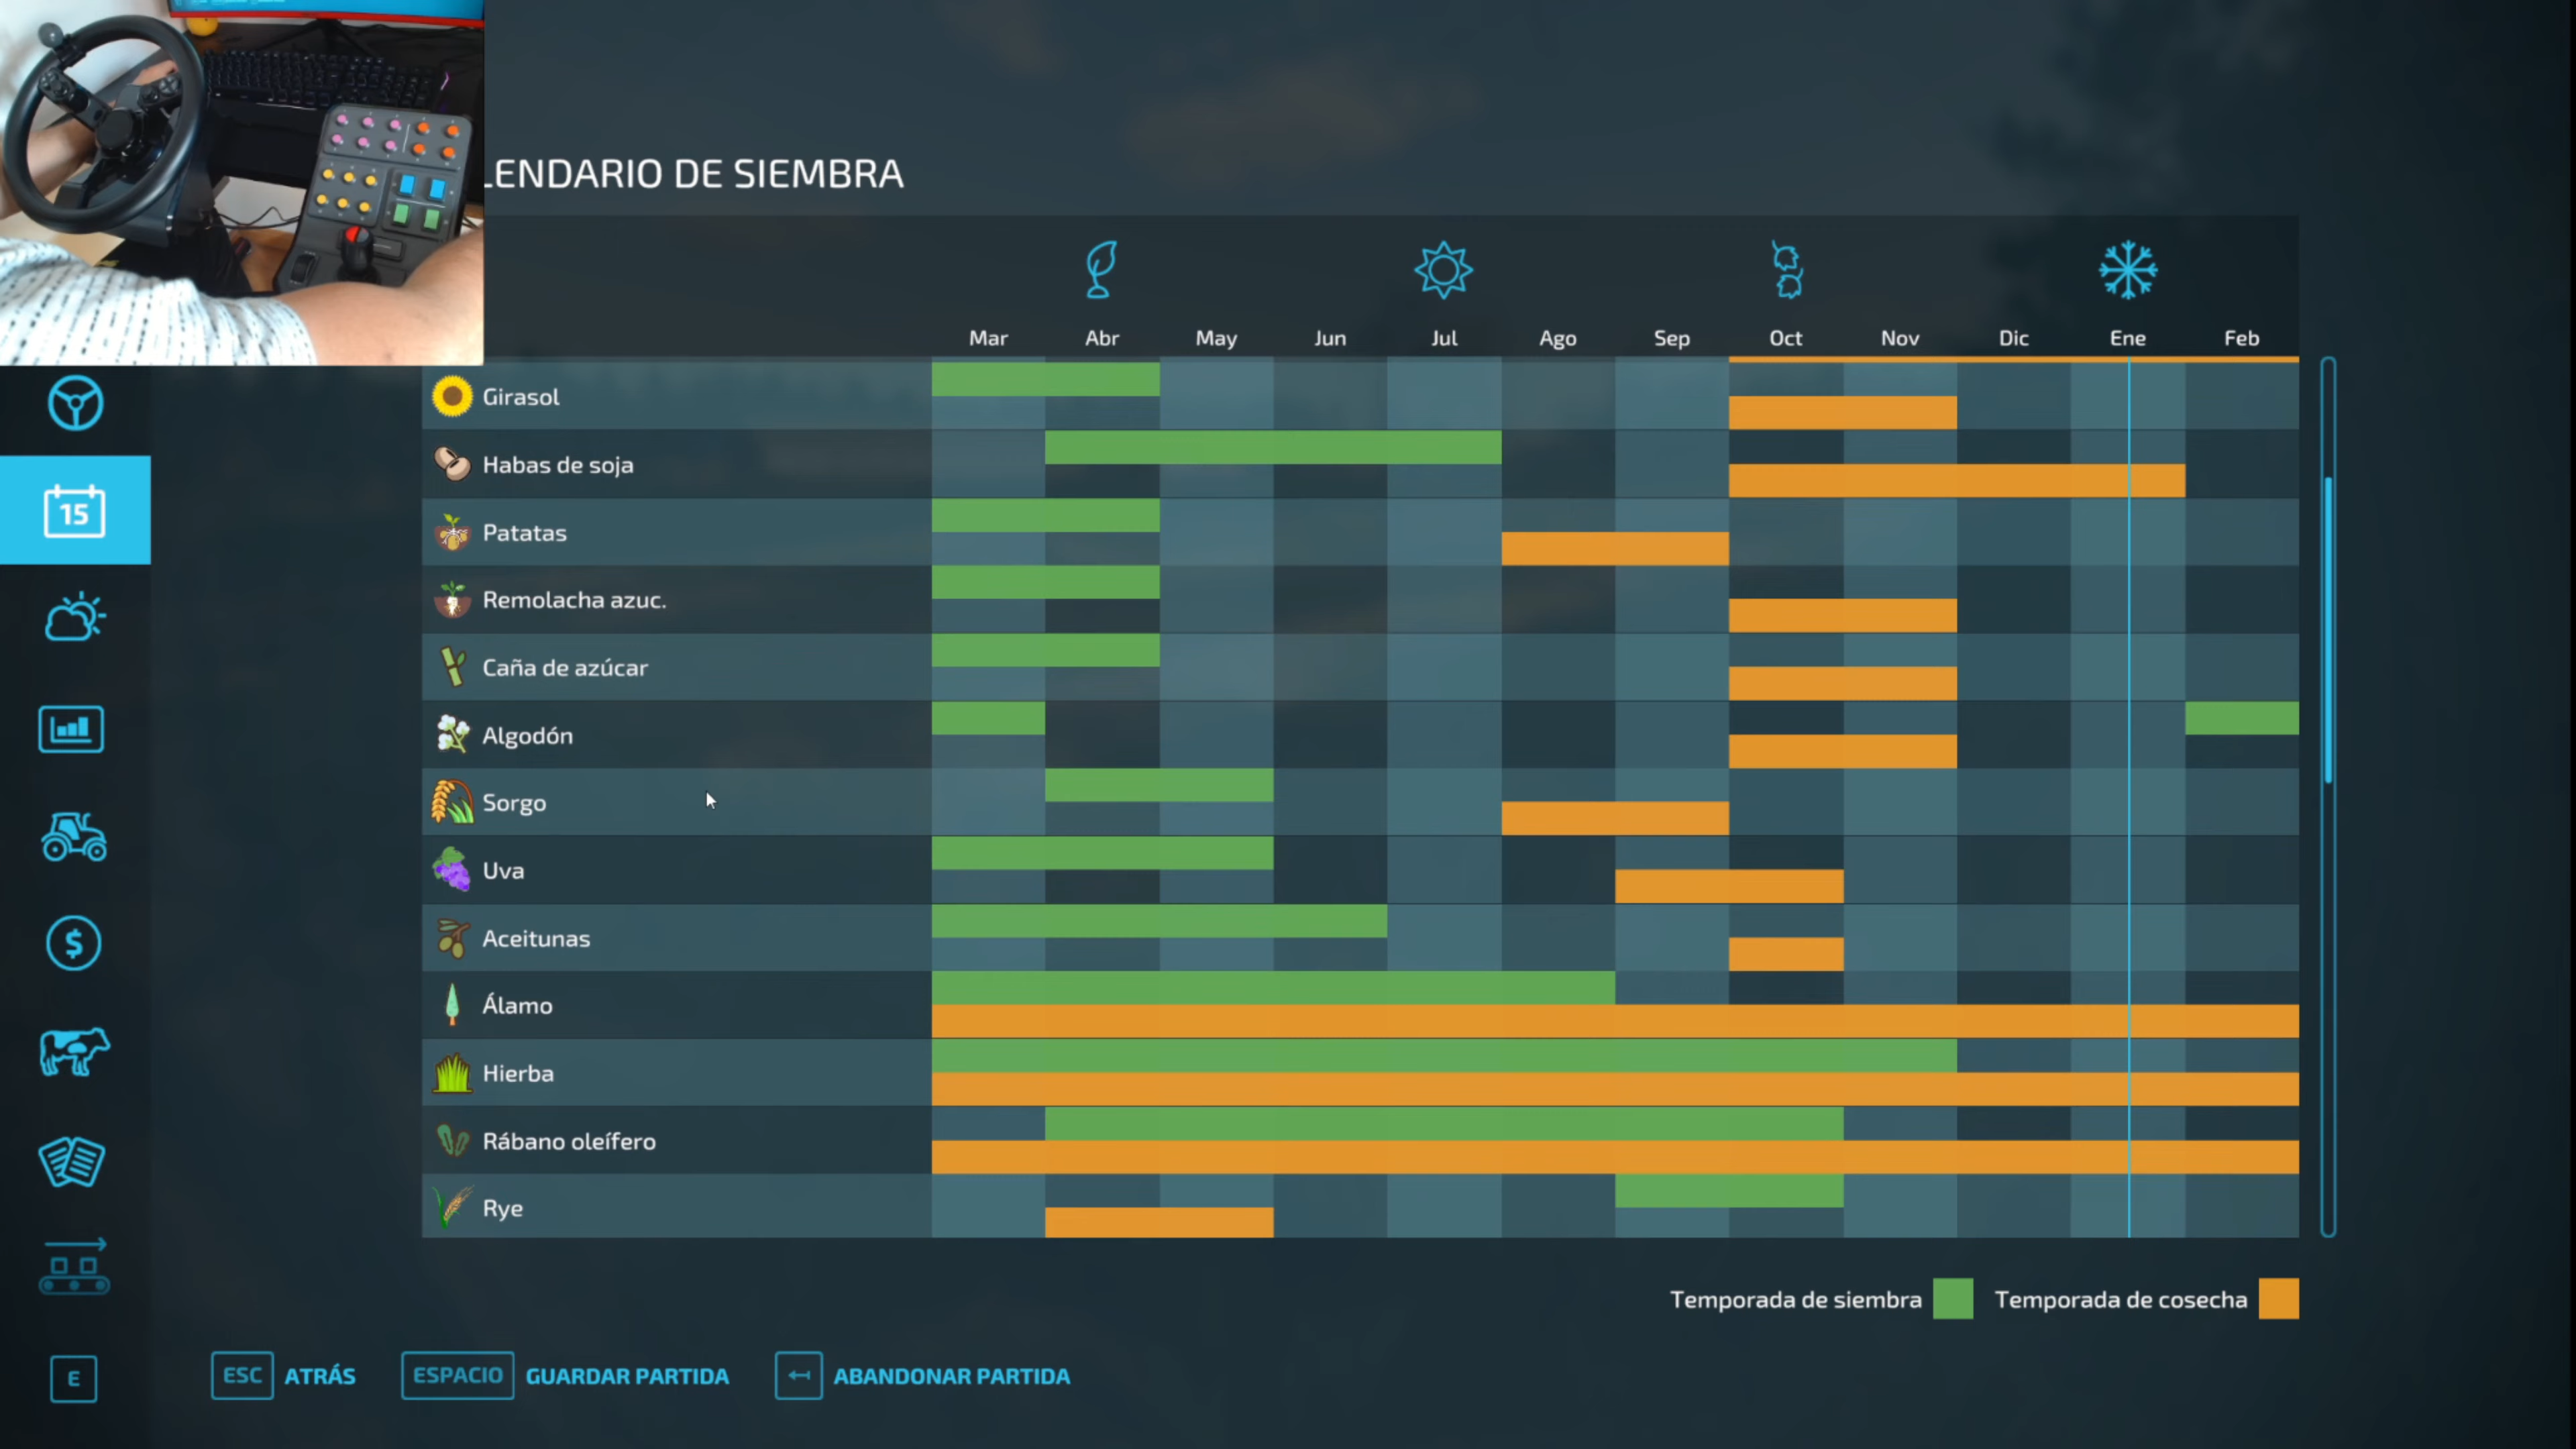 LENDARIO DE SIEMBRA
Mar Abr May Jun Jul Ago Sep Oct Nov Dic Ene Feb
Girasol
Habas de soja
15
Patatas
Remolacha azuc.
Caña de azúcar
Algodón
Sorgo
Uva
Aceitunas
$
Álamo
Hierba
Rábano oleífero
Rye
Temporada de siembra Temporada de cosecha
E ESC ATRÁS ESPACIO GUARDAR PARTIDA ABANDONAR PARTIDA